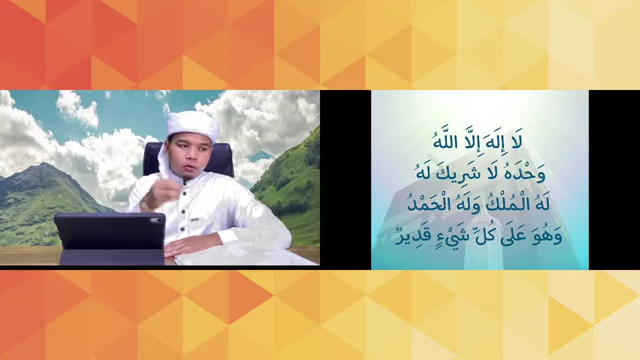 لَا إِلَهَ إِلَّا اللَّهُ
وَحْدَهُ لَا شَرِيكَ لَهُ
لَهُ الْمُلْكُ وَلَهُ الْحَمْدُ
وَهُوَ عَلَى كُلِّ شَيْءٍ قَدِيرٌ